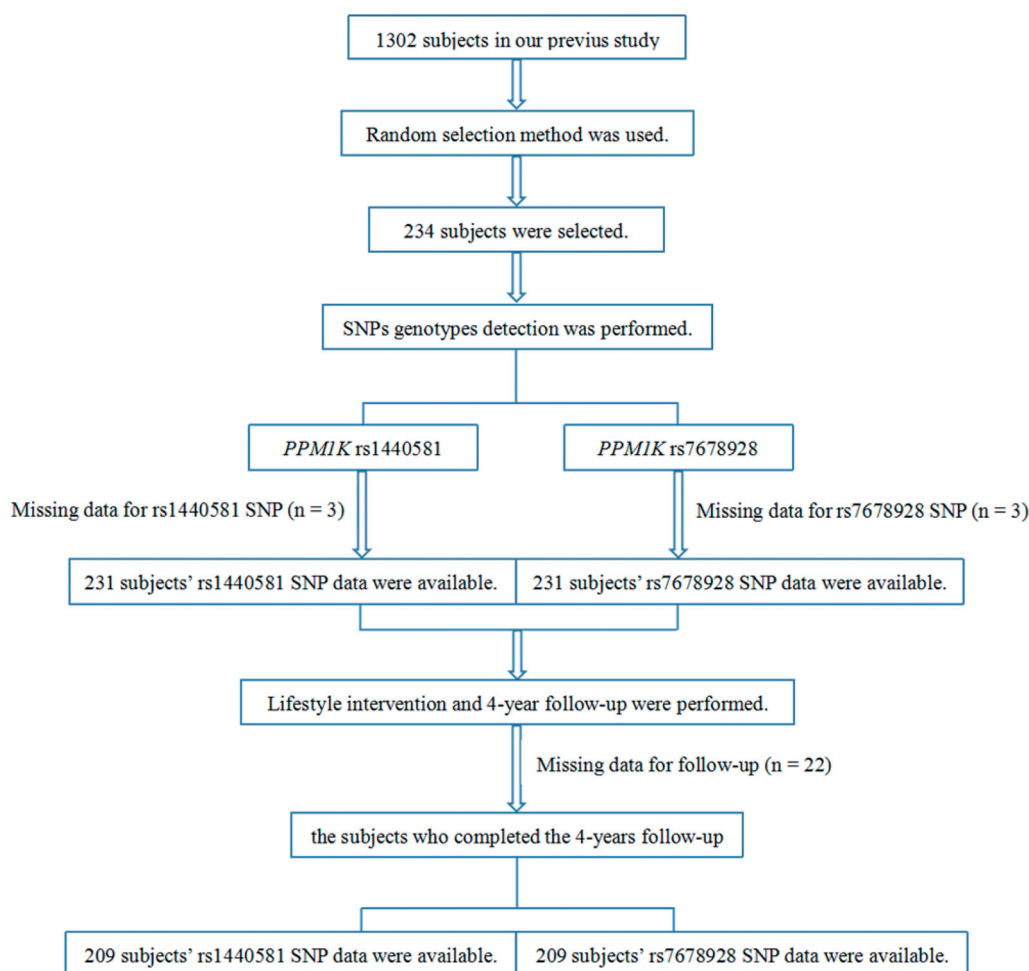 1302 subjects in our previus study
Random selection method was used.
234 subjects were selected.
SNPs genotypes detection was performed.
PPM1K rs1440581
PPM1K rs7678928
Missing data for rs1440581 SNP (n = 3)
Missing data for rs7678928 SNP (n = 3)
231 subjects’ rs1440581 SNP data were available.
231 subjects’ rs7678928 SNP data were available.
Lifestyle intervention and 4-year follow-up were performed.
Missing data for follow-up (n = 22)
the subjects who completed the 4-years follow-up
209 subjects’ rs1440581 SNP data were available.
209 subjects’ rs7678928 SNP data were available.